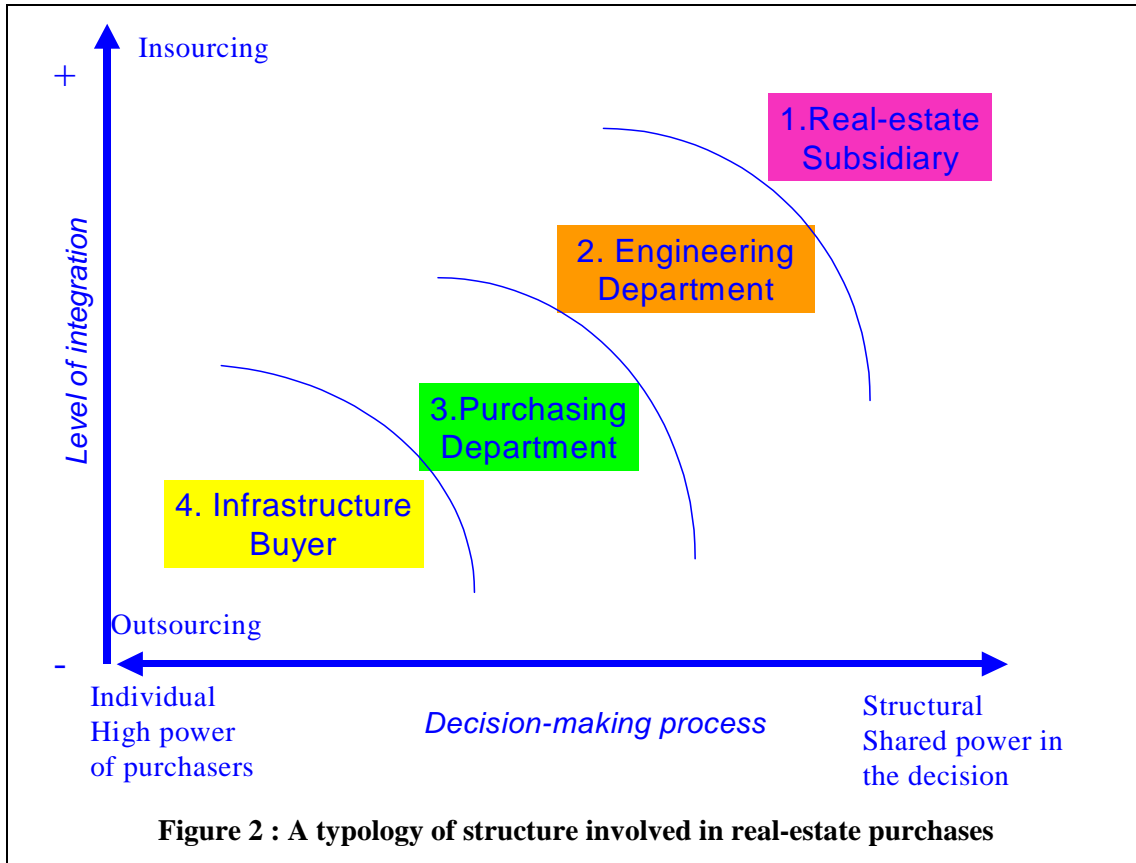 +
Insourcing
1.Real-estate
Subsidiary
2. Engineering
Department
3.Purchasing
Department
4. Infrastructure
Buyer
Level of integration
Outsourcing
-
Individual
High power
of purchasers
Decision-making process
Structural
Shared power in
the decision
Figure 2 : A typology of structure involved in real-estate purchases